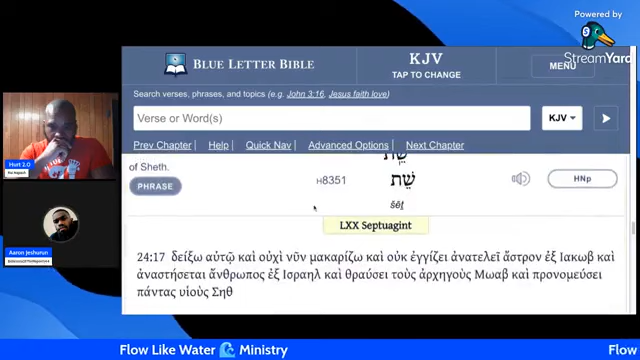 Powered by
StreamYard
BLUE LETTER BIBLE
KJV
TAP TO CHANGE
MENU
Search verses, phrases, and topics (e.g. John 3:16, Jesus faith love)
Verse or Word(s)
KJV
Prev Chapter
Help
Quick Nav
Advanced Options
Next Chapter
of Sheth.
PHRASE
H8351
שֵׁת
šēṯ
HNp
LXX Septuagint
24:17 δείξω αὐτῷ καὶ οὐχὶ νῦν μακαρίζω καὶ οὐκ ἐγγίζει ἀνατελεῖ ἄστρον ἐξ Ιακωβ καὶ
ἀναστήσεται ἄνθρωπος ἐξ Ισραηλ καὶ θραύσει τοὺς ἀρχηγοὺς Μωαβ καὶ προνομεύσει
πάντας υἱοὺς Σηθ
Hurt 2.0
Aaron Jeshurun
Flow Like Water 🌊 Ministry
Flow